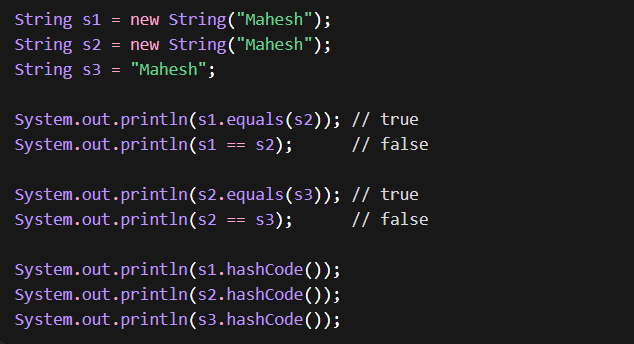 String s1 = new String("Mahesh");
String s2 = new String("Mahesh");
String s3 = "Mahesh";

System.out.println(s1.equals(s2)); // true
System.out.println(s1 == s2);      // false

System.out.println(s2.equals(s3)); // true
System.out.println(s2 == s3);      // false

System.out.println(s1.hashCode());
System.out.println(s2.hashCode());
System.out.println(s3.hashCode());